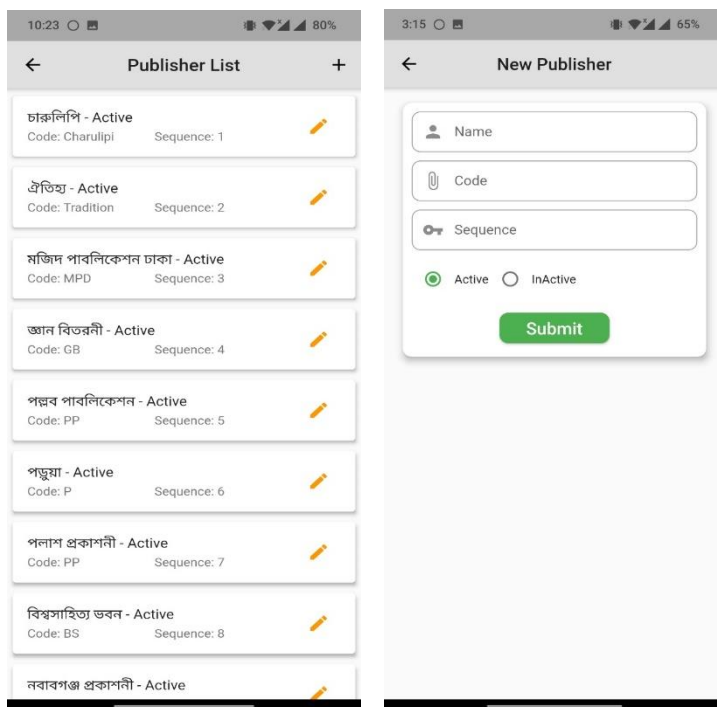 10:23 80%
Publisher List
চারুলিপি - Active
Code: Charulipi Sequence: 1
ঐতিহ্য - Active
Code: Tradition Sequence: 2
মজিদ পাবলিকেশন ঢাকা - Active
Code: MPD Sequence: 3
জ্ঞান বিতরনী - Active
Code: GB Sequence: 4
পল্লব পাবলিকেশন - Active
Code: PP Sequence: 5
পড়ুয়া - Active
Code: P Sequence: 6
পলাশ প্রকাশনী - Active
Code: PP Sequence: 7
বিশ্বসাহিত্য ভবন - Active
Code: BS Sequence: 8
নবাবগঞ্জ প্রকাশনী - Active
3:15 65%
New Publisher
Name
Code
Sequence
Active InActive
Submit